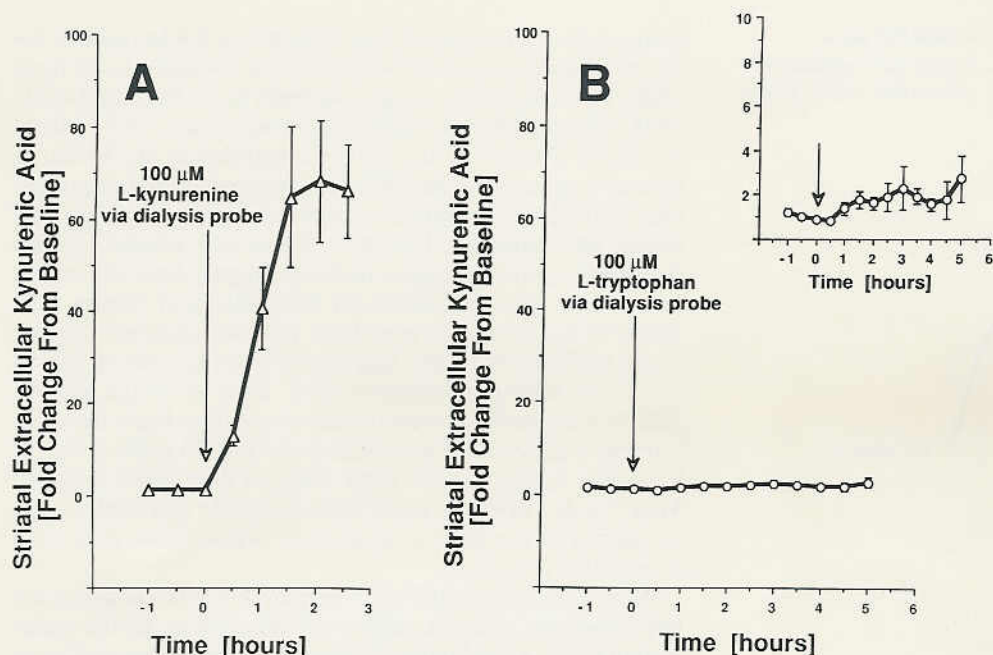 A
Striatal Extracellular Kynurenic Acid
[Fold Change From Baseline]
100
80
60
40
20
0
100 µM
L-kynurenine
via dialysis probe
-1 0 1 2 3
Time [hours]
B
Striatal Extracellular Kynurenic Acid
[Fold Change From Baseline]
100
80
60
40
20
0
100 µM
L-tryptophan
via dialysis probe
-1 0 1 2 3 4 5 6
Time [hours]
10
8
6
4
2
-1 0 1 2 3 4 5 6
Time [hours]